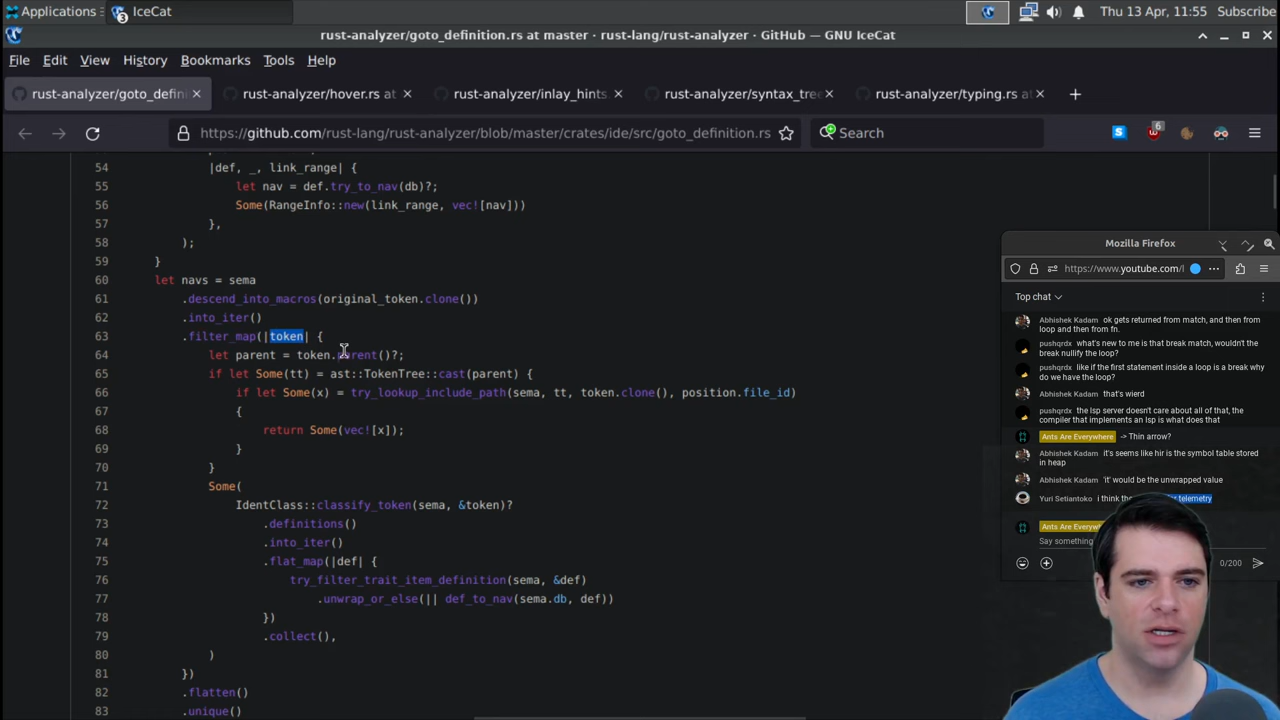 Applications
IceCat
Thu 13 Apr, 11:55 Subscribe
rust-analyzer/goto_definition.rs at master · rust-lang/rust-analyzer · GitHub — GNU IceCat
File Edit View History Bookmarks Tools Help
rust-analyzer/goto_defin
rust-analyzer/hover.rs at
rust-analyzer/inlay_hints
rust-analyzer/syntax_tre
rust-analyzer/typing.rs at
https://github.com/rust-lang/rust-analyzer/blob/master/crates/ide/src/goto_definition.rs
Search
6
54 |def, _, link_range| {
55 let nav = def.try_to_nav(db)?;
56 Some(RangeInfo::new(link_range, vec![nav]))
57 },
58 );
59 }
60 let navs = sema
61 .descend_into_macros(original_token.clone())
62 .into_iter()
63 .filter_map(|token| {
64 let parent = token.parent()?;
65 if let Some(tt) = ast::TokenTree::cast(parent) {
66 if let Some(x) = try_lookup_include_path(sema, tt, token.clone(), position.file_id)
67 {
68 return Some(vec![x]);
69 }
70 }
71 Some(
72 IdentClass::classify_token(sema, &token)?
73 .definitions()
74 .into_iter()
75 .flat_map(|def| {
76 try_filter_trait_item_definition(sema, &def)
77 .unwrap_or_else(|| def_to_nav(sema.db, def))
78 })
79 .collect(),
80 )
81 })
82 .flatten()
83 .unique()
Mozilla Firefox
https://www.youtube.com/l
Top chat
Abhishek Kadam ok gets returned from match, and then from
loop and then from fn.
pushqrdx what's new to me is that break match, wouldn't the
break nullify the loop?
pushqrdx like if the first statement inside a loop is a break why
do we have the loop?
Abhishek Kadam that's wierd
pushqrdx the lsp server doesn't care about all of that, the
compiler that implements an lsp is what does that
Ants Are Everywhere -> Thin arrow?
Abhishek Kadam it's seems like hir is the symbol table stored
in heap
Abhishek Kadam 'it' would be the unwrapped value
Yuri Setiantoko i think the
telemetry
Ants Are Everywh
Say something
0/200